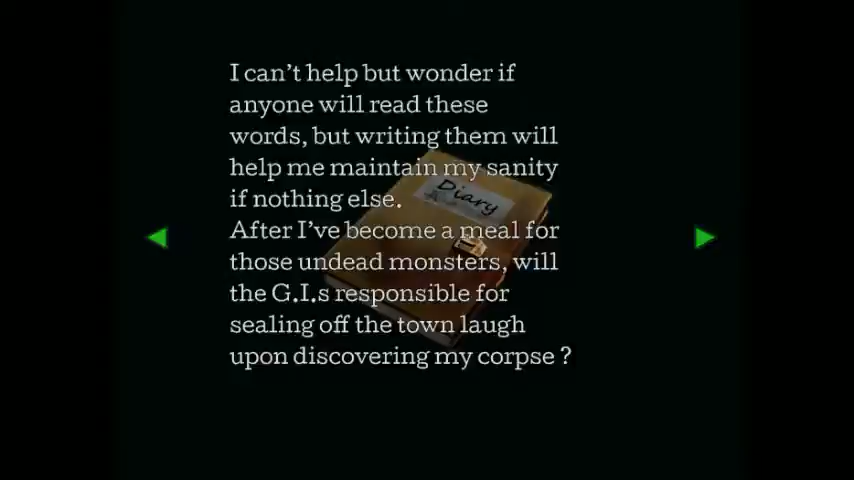 I can't help but wonder if
anyone will read these
words, but writing them will
help me maintain my sanity
if nothing else.
After I've become a meal for
those undead monsters, will
the G.I.s responsible for
sealing off the town laugh
upon discovering my corpse ?
Diary